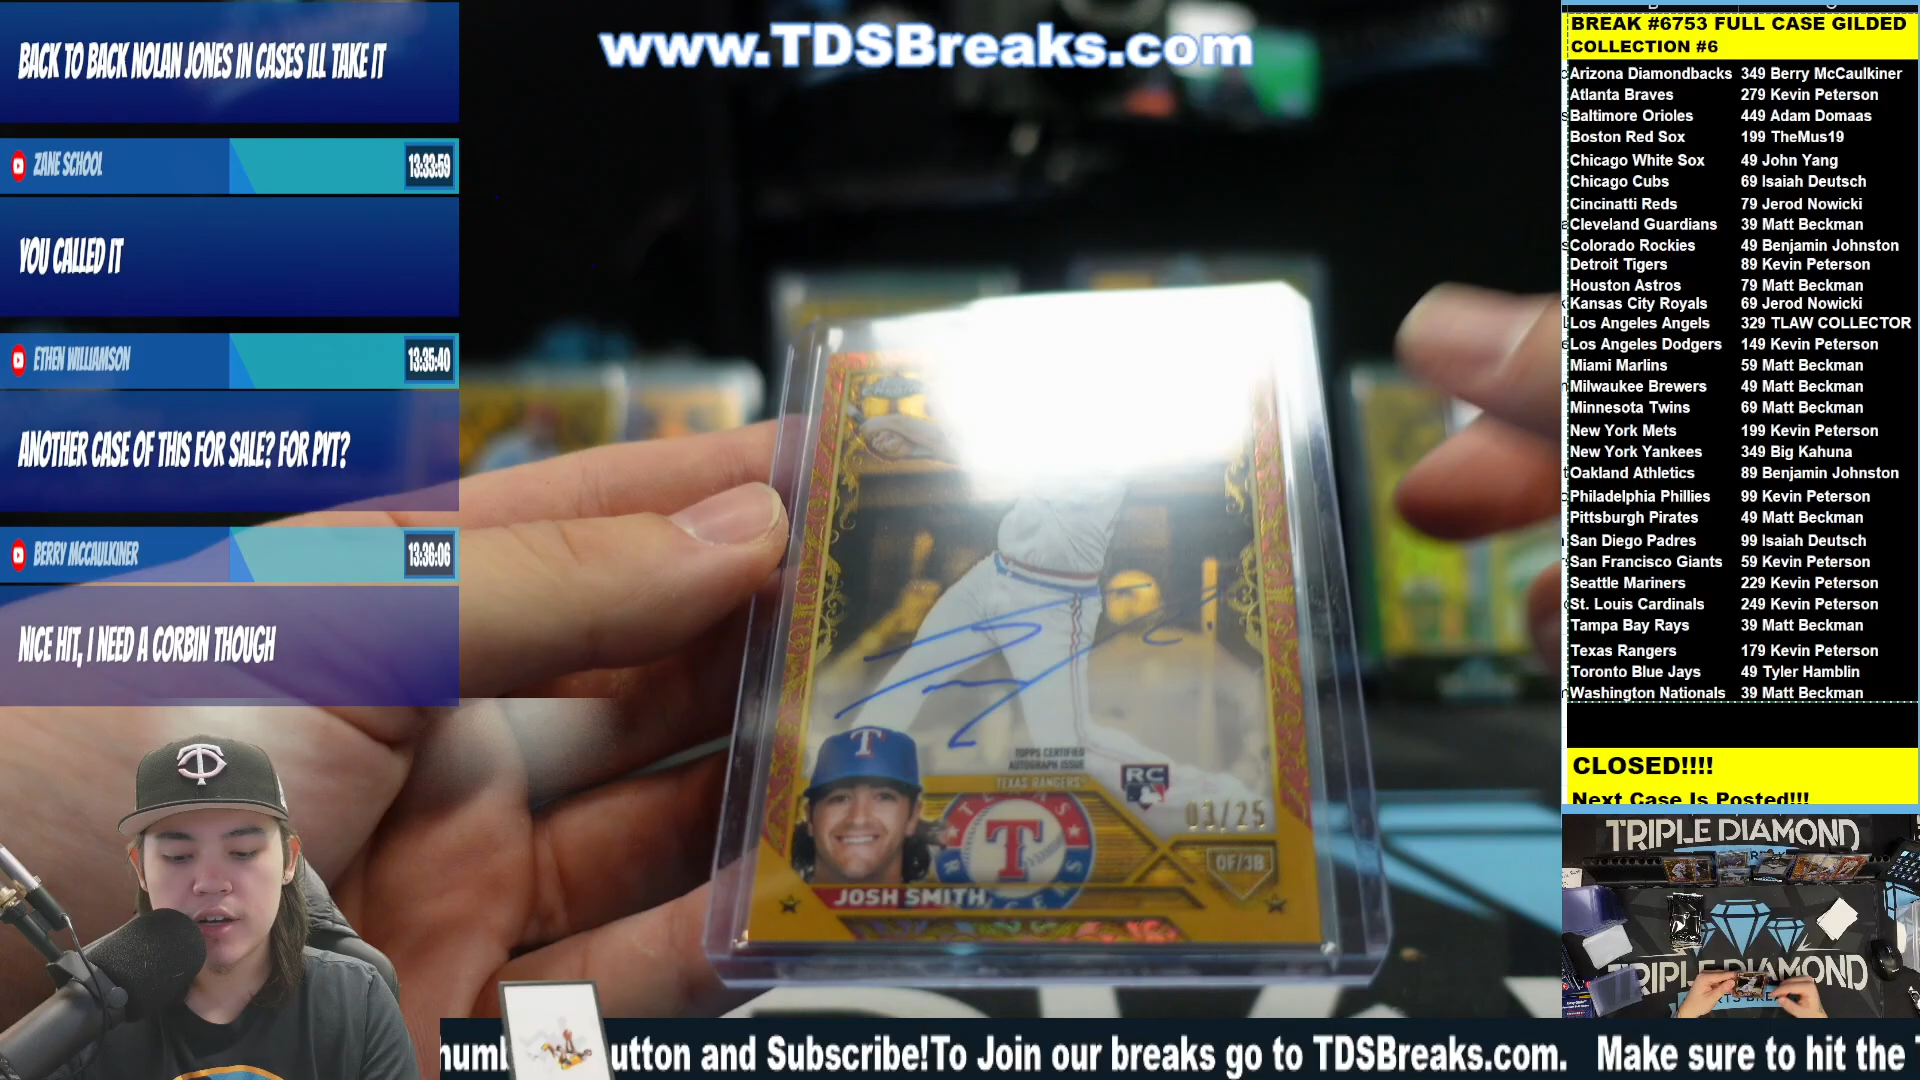 BACK TO BACK NOLAN JONES IN CASES ILL TAKE IT
ZANE SCHOOL
13:33:59
YOU CALLED IT
ETHEN WILLIAMSON
13:35:40
ANOTHER CASE OF THIS FOR SALE? FOR PYT?
BERRY MCCAULKINER
13:36:06
NICE HIT, I NEED A CORBIN THOUGH
www.TDSBreaks.com
TOPPS CERTIFIED
AUTOGRAPH ISSUE
TEXAS RANGERS
RC
03/25
OF/3B
JOSH SMITH
BREAK #6753 FULL CASE GILDED
COLLECTION #6
Arizona Diamondbacks 349 Berry McCaulkiner
Atlanta Braves 279 Kevin Peterson
Baltimore Orioles 449 Adam Domaas
Boston Red Sox 199 TheMus19
Chicago White Sox 49 John Yang
Chicago Cubs 69 Isaiah Deutsch
Cincinatti Reds 79 Jerod Nowicki
Cleveland Guardians 39 Matt Beckman
Colorado Rockies 49 Benjamin Johnston
Detroit Tigers 89 Kevin Peterson
Houston Astros 79 Matt Beckman
Kansas City Royals 69 Jerod Nowicki
Los Angeles Angels 329 TLAW COLLECTOR
Los Angeles Dodgers 149 Kevin Peterson
Miami Marlins 59 Matt Beckman
Milwaukee Brewers 49 Matt Beckman
Minnesota Twins 69 Matt Beckman
New York Mets 199 Kevin Peterson
New York Yankees 349 Big Kahuna
Oakland Athletics 89 Benjamin Johnston
Philadelphia Phillies 99 Kevin Peterson
Pittsburgh Pirates 49 Matt Beckman
San Diego Padres 99 Isaiah Deutsch
San Francisco Giants 59 Kevin Peterson
Seattle Mariners 229 Kevin Peterson
St. Louis Cardinals 249 Kevin Peterson
Tampa Bay Rays 39 Matt Beckman
Texas Rangers 179 Kevin Peterson
Toronto Blue Jays 49 Tyler Hamblin
Washington Nationals 39 Matt Beckman
CLOSED!!!!
Next Case Is Posted!!!
TRIPLE DIAMOND
TRIPLE DIAMOND
utton and Subscribe!To Join our breaks go to TDSBreaks.com. Make sure to hit the